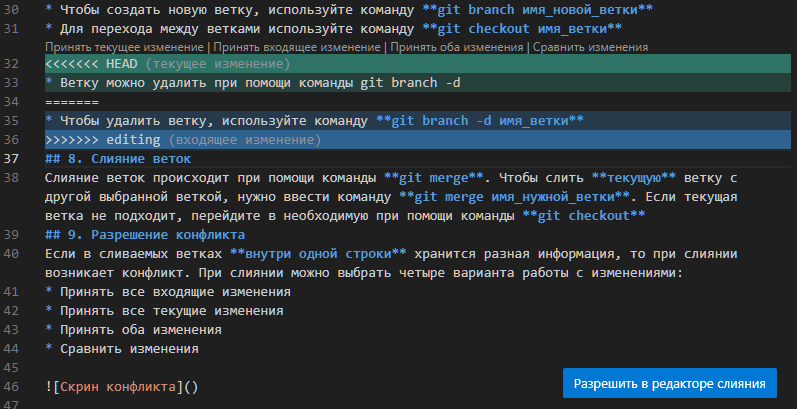 30 * Чтобы создать новую ветку, используйте команду **git branch имя_новой_ветки**
31 * Для перехода между ветками используйте команду **git checkout имя_ветки**
Принять текущее изменение | Принять входящее изменение | Принять оба изменения | Сравнить изменения
32 <<<<<<< HEAD (текущее изменение)
33 * Ветку можно удалить при помощи команды git branch -d
34 =======
35 * Чтобы удалить ветку, используйте команду **git branch -d имя_ветки**
36 >>>>>>> editing (входящее изменение)
37 ## 8. Слияние веток
38 Слияние веток происходит при помощи команды **git merge**. Чтобы слить **текущую** ветку с
другой выбранной веткой, нужно ввести команду **git merge имя_нужной_ветки**. Если текущая
ветка не подходит, перейдите в необходимую при помощи команды **git checkout**
39 ## 9. Разрешение конфликта
40 Если в сливаемых ветках **внутри одной строки** хранится разная информация, то при слиянии
возникает конфликт. При слиянии можно выбрать четыре варианта работы с изменениями:
41 * Принять все входящие изменения
42 * Принять все текущие изменения
43 * Принять оба изменения
44 * Сравнить изменения
45
46 ![Скрин конфликта]()
Разрешить в редакторе слияния
47